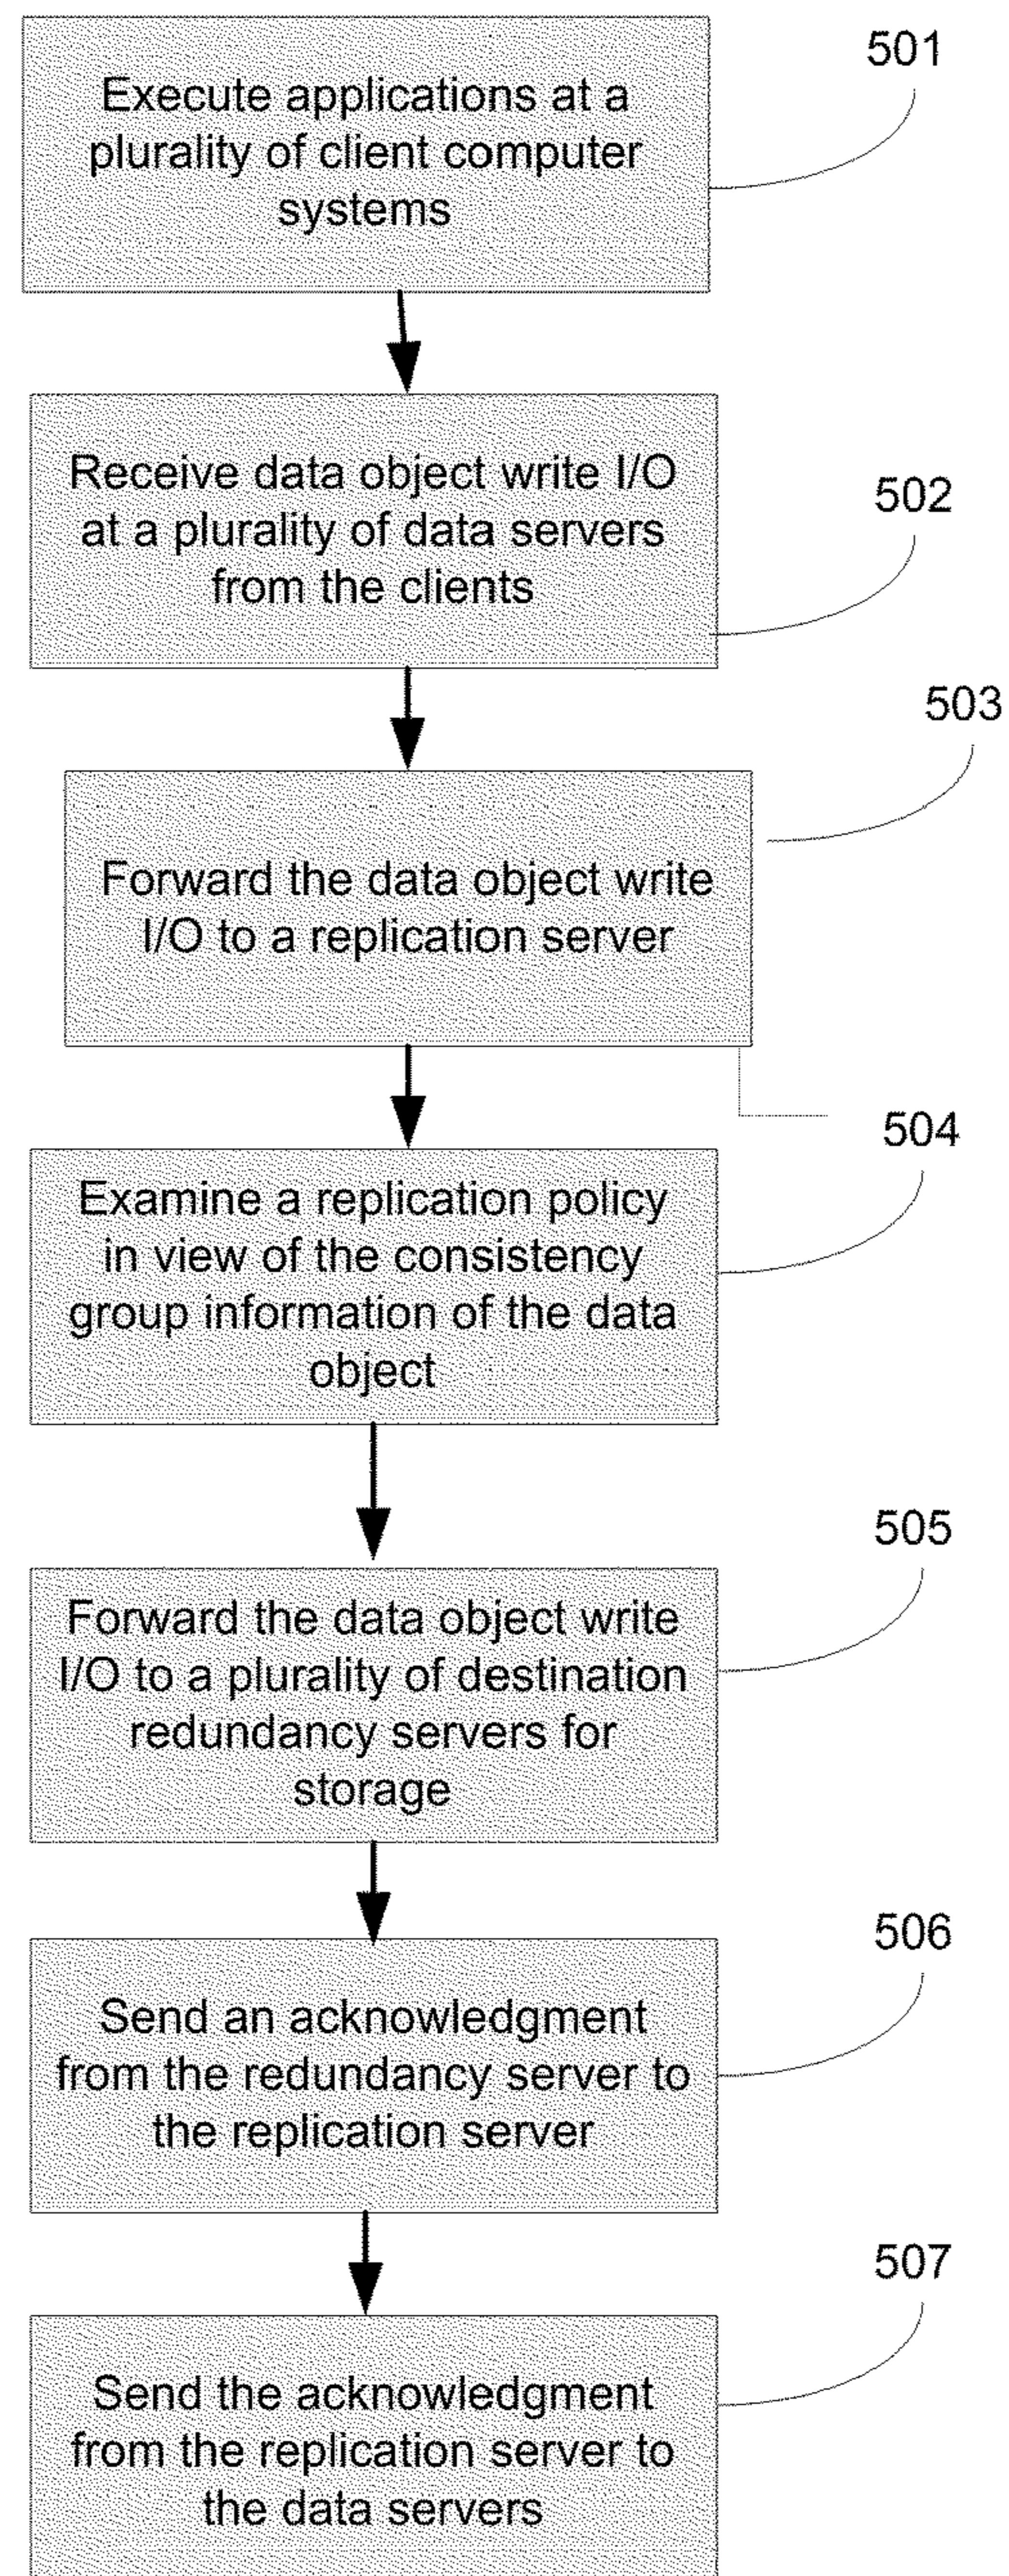 501
Execute applications at a
plurality of client computer
systems
502
Receive data object write I/O
at a plurality of data servers
from the clients
503
Forward the data object write
I/O to a replication server
504
Examine a replication policy
in view of the consistency
group information of the data
object
505
Forward the data object write
I/O to a plurality of destination
redundancy servers for
storage
506
Send an acknowledgment
from the redundancy server to
the replication server
507
Send the acknowledgment
from the replication server to
the data servers